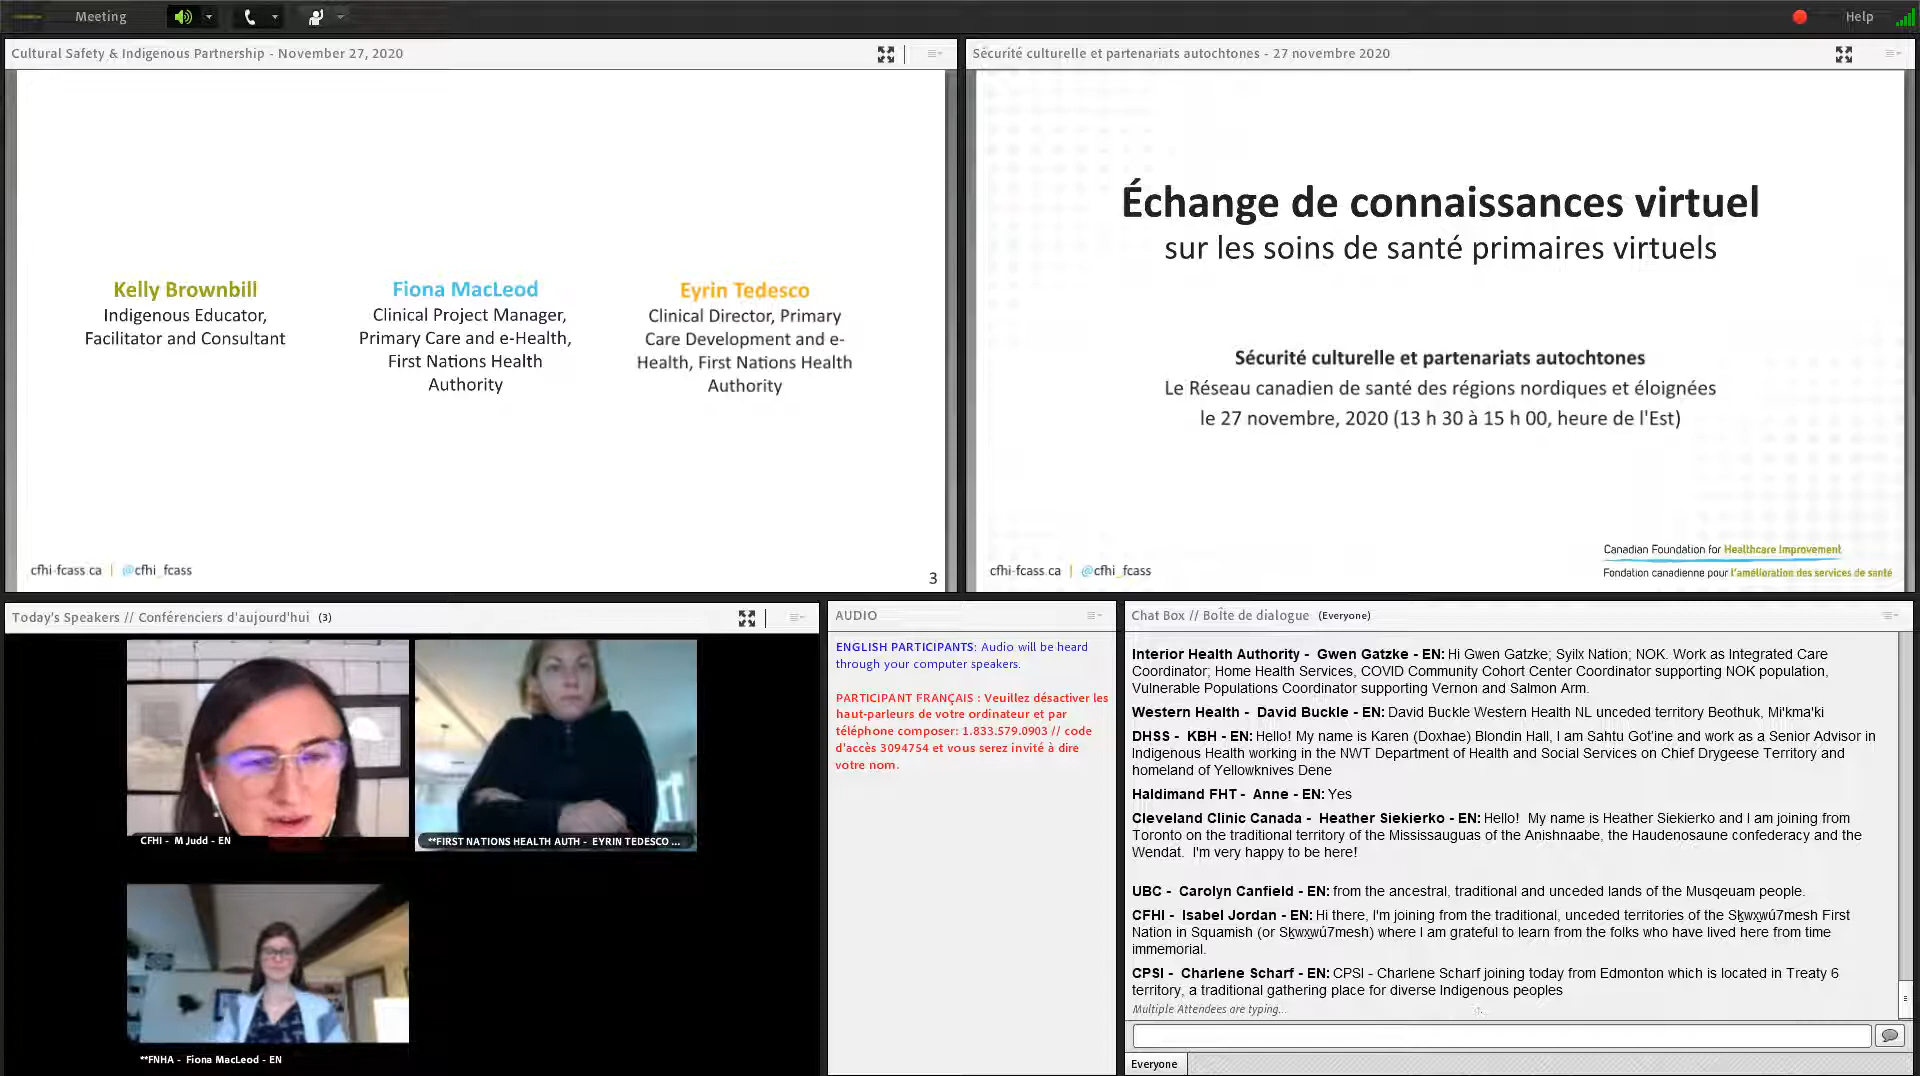 Meeting
Help
Cultural Safety & Indigenous Partnership - November 27, 2020
Kelly Brownbill
Indigenous Educator,
Facilitator and Consultant
Fiona MacLeod
Clinical Project Manager,
Primary Care and e-Health,
First Nations Health
Authority
Eyrin Tedesco
Clinical Director, Primary
Care Development and e-
Health, First Nations Health
Authority
cfhi-fcass.ca | @cfhi_fcass
3
Sécurité culturelle et partenariats autochtones - 27 novembre 2020
Échange de connaissances virtuel
sur les soins de santé primaires virtuels
Sécurité culturelle et partenariats autochtones
Le Réseau canadien de santé des régions nordiques et éloignées
le 27 novembre, 2020 (13 h 30 à 15 h 00, heure de l'Est)
cfhi-fcass.ca | @cfhi_fcass
Canadian Foundation for Healthcare Improvement
Fondation canadienne pour l'amélioration des services de santé
Today's Speakers // Conférenciers d'aujourd'hui (3)
CFHI - M Judd - EN
**FIRST NATIONS HEALTH AUTH - EYRIN TEDESCO ...
**FNHA - Fiona MacLeod - EN
AUDIO
ENGLISH PARTICIPANTS: Audio will be heard
through your computer speakers.
PARTICIPANT FRANÇAIS : Veuillez désactiver les
haut-parleurs de votre ordinateur et par
téléphone composer: 1.833.579.0903 // code
d'accès 3094754 et vous serez invité à dire
votre nom.
Chat Box // Boîte de dialogue (Everyone)
Interior Health Authority - Gwen Gatzke - EN: Hi Gwen Gatzke; Syilx Nation; NOK. Work as Integrated Care
Coordinator; Home Health Services, COVID Community Cohort Center Coordinator supporting NOK population,
Vulnerable Populations Coordinator supporting Vernon and Salmon Arm.
Western Health - David Buckle - EN: David Buckle Western Health NL unceded territory Beothuk, Mi'kma'ki
DHSS - KBH - EN: Hello! My name is Karen (Doxhae) Blondin Hall, I am Sahtu Got'ine and work as a Senior Advisor in
Indigenous Health working in the NWT Department of Health and Social Services on Chief Drygeese Territory and
homeland of Yellowknives Dene
Haldimand FHT - Anne - EN: Yes
Cleveland Clinic Canada - Heather Siekierko - EN: Hello! My name is Heather Siekierko and I am joining from
Toronto on the traditional territory of the Mississauguas of the Anjshnaabe, the Haudenosaune confederacy and the
Wendat. I'm very happy to be here!
UBC - Carolyn Canfield - EN: from the ancestral, traditional and unceded lands of the Musqeuam people.
CFHI - Isabel Jordan - EN: Hi there, I'm joining from the traditional, unceded territories of the Sḵwx̱wú7mesh First
Nation in Squamish (or Sḵwx̱wú7mesh) where I am grateful to learn from the folks who have lived here from time
immemorial.
CPSI - Charlene Scharf - EN: CPSI - Charlene Scharf joining today from Edmonton which is located in Treaty 6
territory, a traditional gathering place for diverse Indigenous peoples
Multiple Attendees are typing...
Everyone